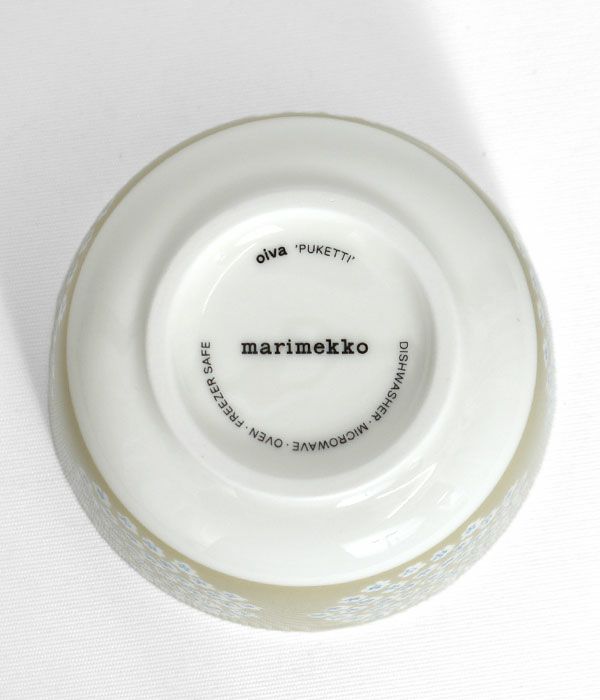 oiva 'PUKETTI'
marimekko
DISHWASHER · MICROWAVE · OVEN · FREEZER SAFE